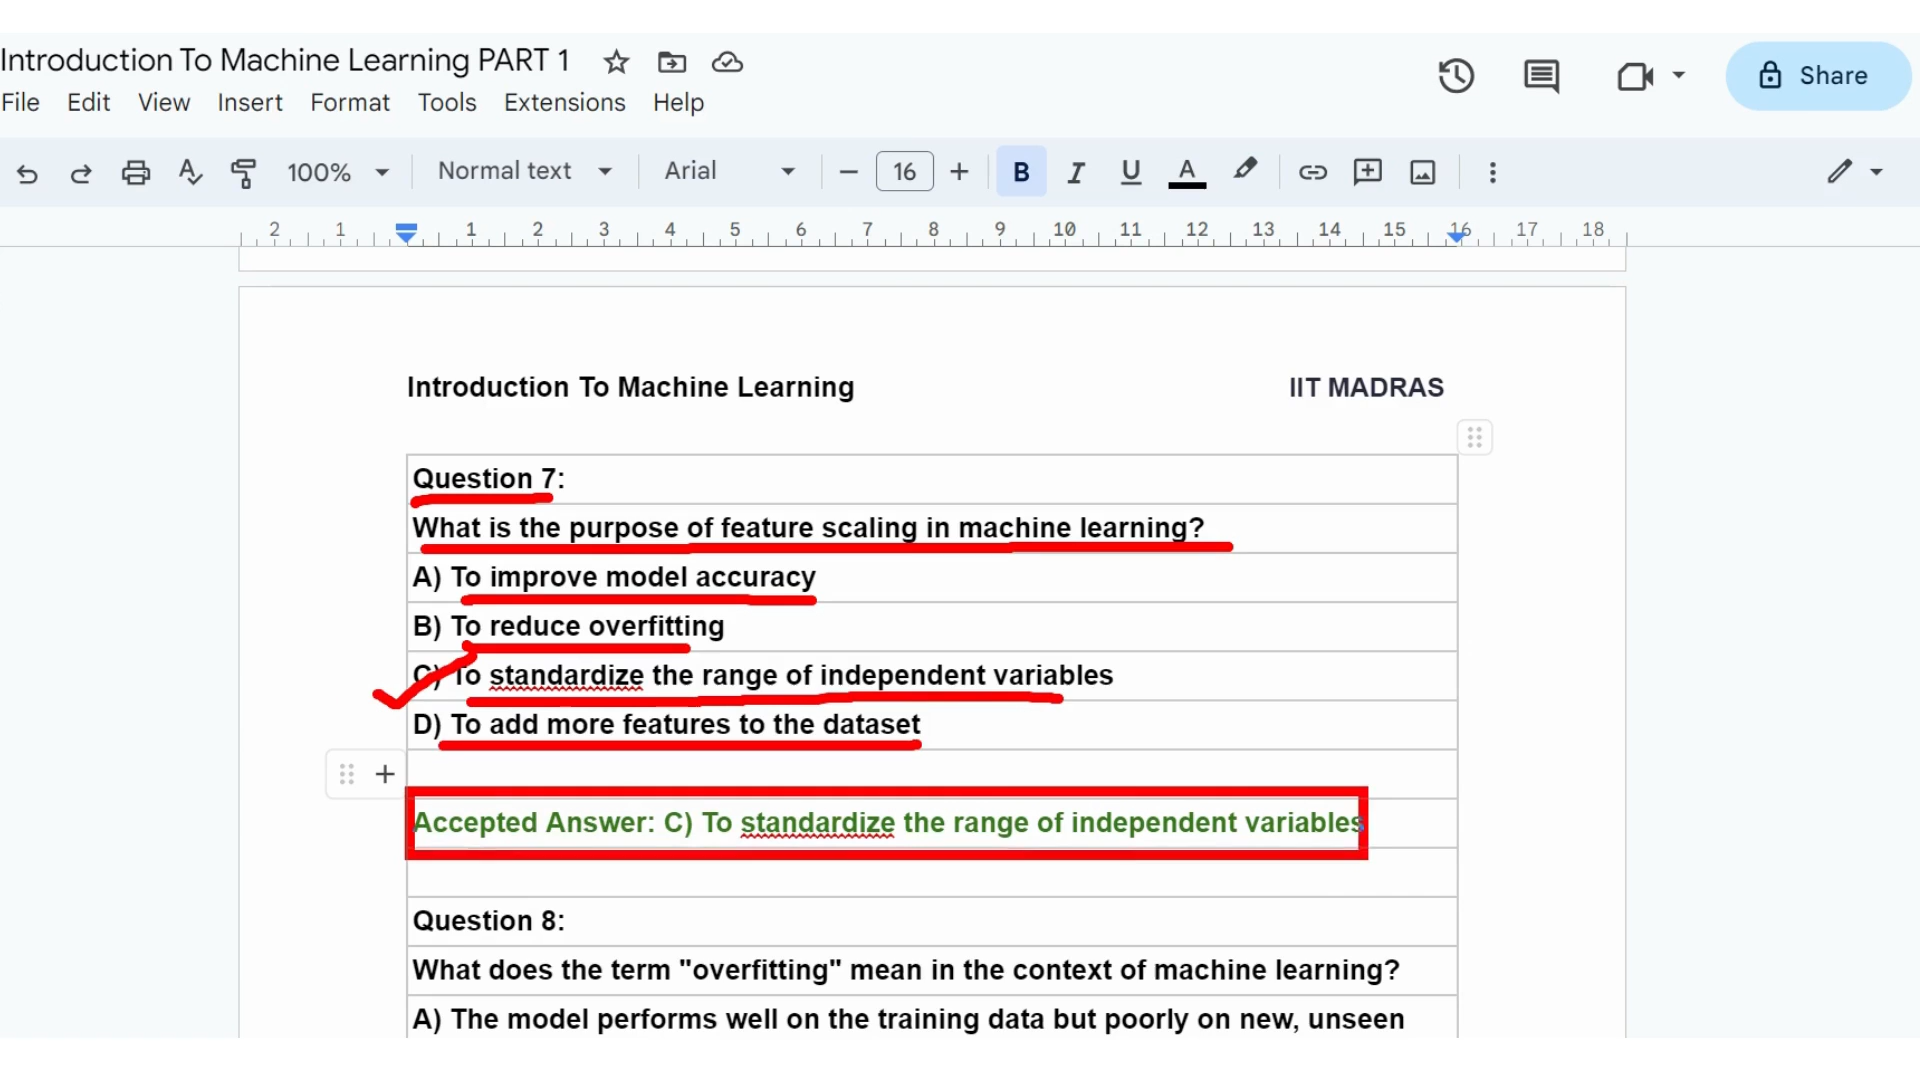 Introduction To Machine Learning PART 1
File Edit View Insert Format Tools Extensions Help
Share
100% Normal text Arial 16 B I U A
2 1 1 2 3 4 5 6 7 8 9 10 11 12 13 14 15 16 17 18
Introduction To Machine Learning IIT MADRAS
Question 7:
What is the purpose of feature scaling in machine learning?
A) To improve model accuracy
B) To reduce overfitting
C) To standardize the range of independent variables
D) To add more features to the dataset
Accepted Answer: C) To standardize the range of independent variables
Question 8:
What does the term "overfitting" mean in the context of machine learning?
A) The model performs well on the training data but poorly on new, unseen